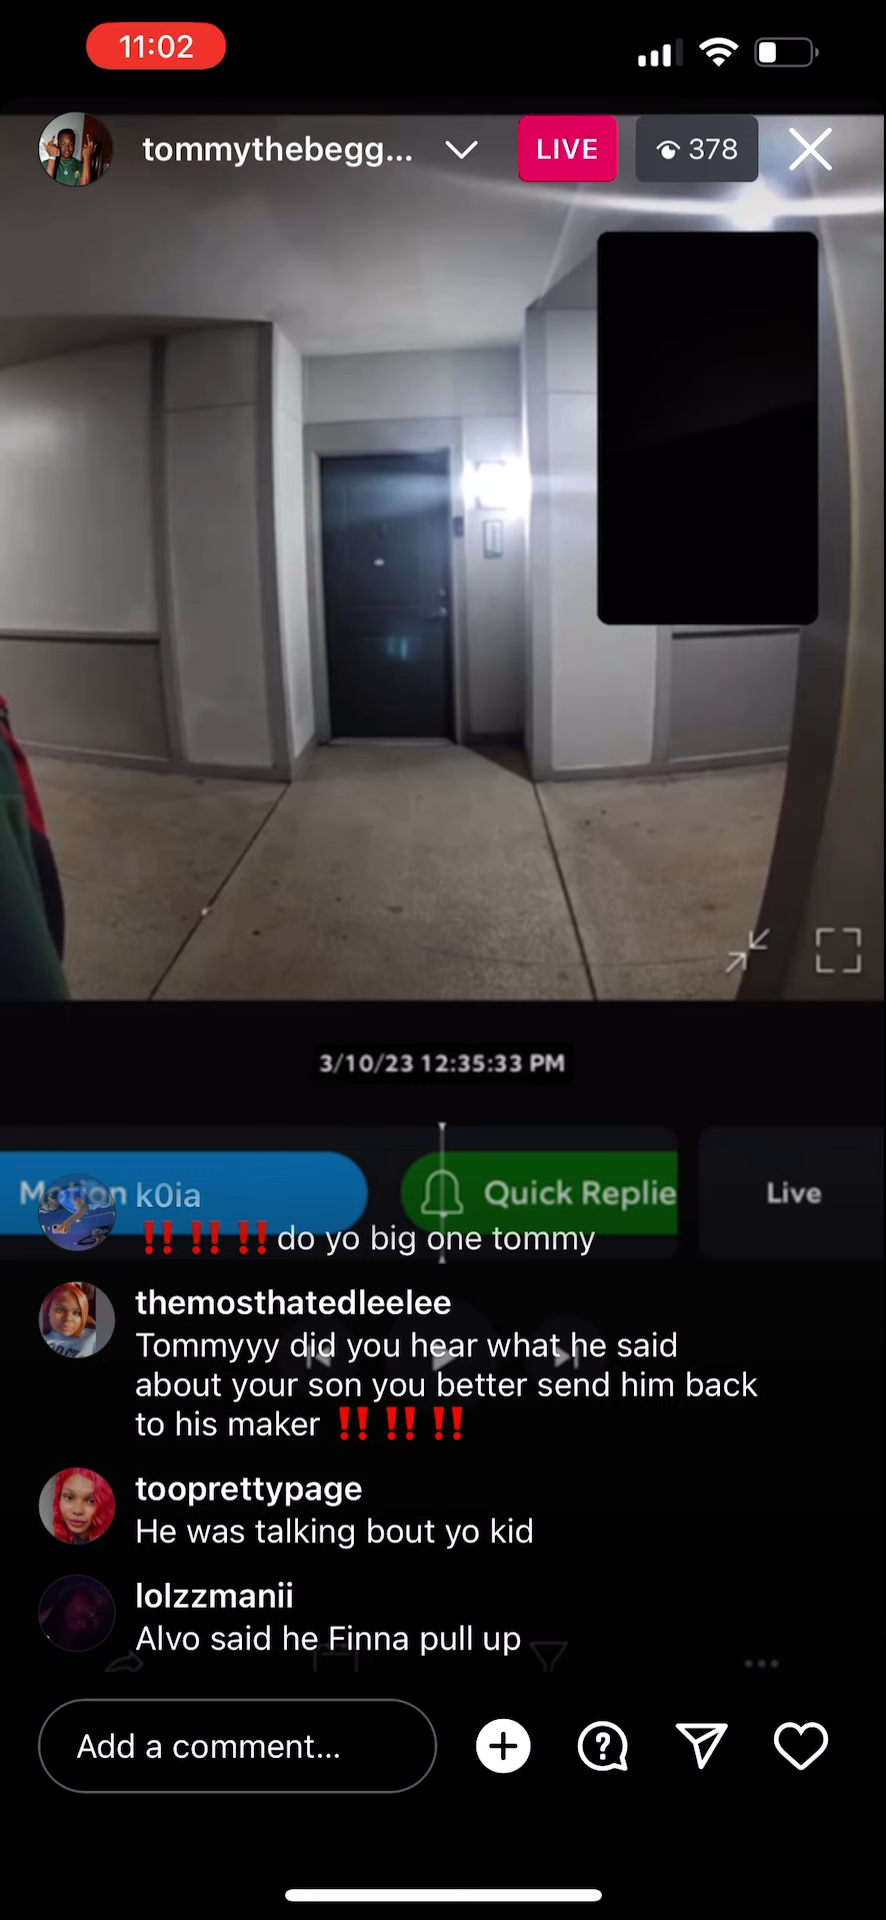 11:02
tommythebegg...
LIVE
378
3/10/23 12:35:33 PM
Motion
Quick Replie
Live
k0ia
‼️ ‼️ ‼️do yo big one tommy
themosthatedleelee
Tommyyy did you hear what he said
about your son you better send him back
to his maker ‼️ ‼️ ‼️
tooprettypage
He was talking bout yo kid
lolzzmanii
Alvo said he Finna pull up
Add a comment...